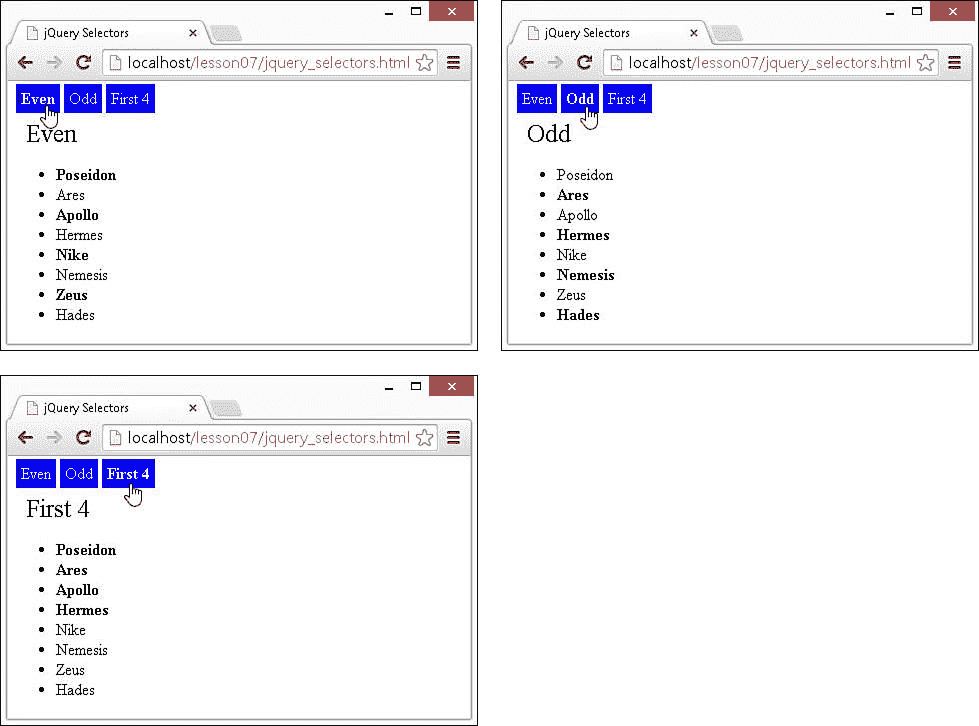 jQuery Selectors
localhost/lesson07/jquery_selectors.html
Even Odd First 4
Even
Poseidon
Ares
Apollo
Hermes
Nike
Nemesis
Zeus
Hades
jQuery Selectors
localhost/lesson07/jquery_selectors.html
Even Odd First 4
Odd
Poseidon
Ares
Apollo
Hermes
Nike
Nemesis
Zeus
Hades
jQuery Selectors
localhost/lesson07/jquery_selectors.html
Even Odd First 4
First 4
Poseidon
Ares
Apollo
Hermes
Nike
Nemesis
Zeus
Hades